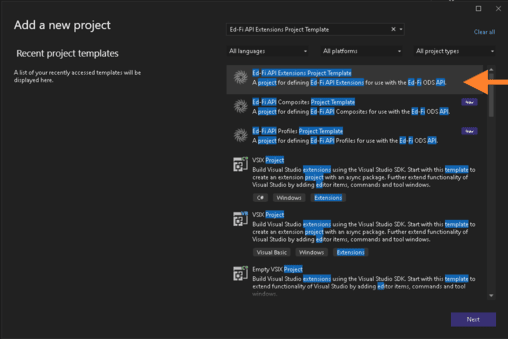 Add a new project
Ed-Fi API Extensions Project Template
Clear all
Recent project templates
All languages
All platforms
All project types
A list of your recently accessed templates will be
displayed here.
Ed-Fi API Extensions Project Template
A project for defining Ed-Fi API Extensions for use with the Ed-Fi ODS API.
Ed-Fi API Composites Project Template
New
A project for defining Ed-Fi API Composites for use with the Ed-Fi ODS API.
Ed-Fi API Profiles Project Template
New
A project for defining Ed-Fi API Profiles for use with the Ed-Fi ODS API.
VSIX Project
Build Visual Studio extensions using the Visual Studio SDK. Start with this template to
create an extension project with an async package. Further extend functionality of
Visual Studio by adding editor items, commands and tool windows.
C# Windows Extensions
VSIX Project
Build Visual Studio extensions using the Visual Studio SDK. Start with this template to
create an extension project with an async package. Further extend functionality of
Visual Studio by adding editor items, commands and tool windows.
Visual Basic Windows Extensions
Empty VSIX Project
Build Visual Studio extensions using the Visual Studio SDK. Start with this template to
extend functionality of Visual Studio by adding editor items, commands and tool
windows.
Next